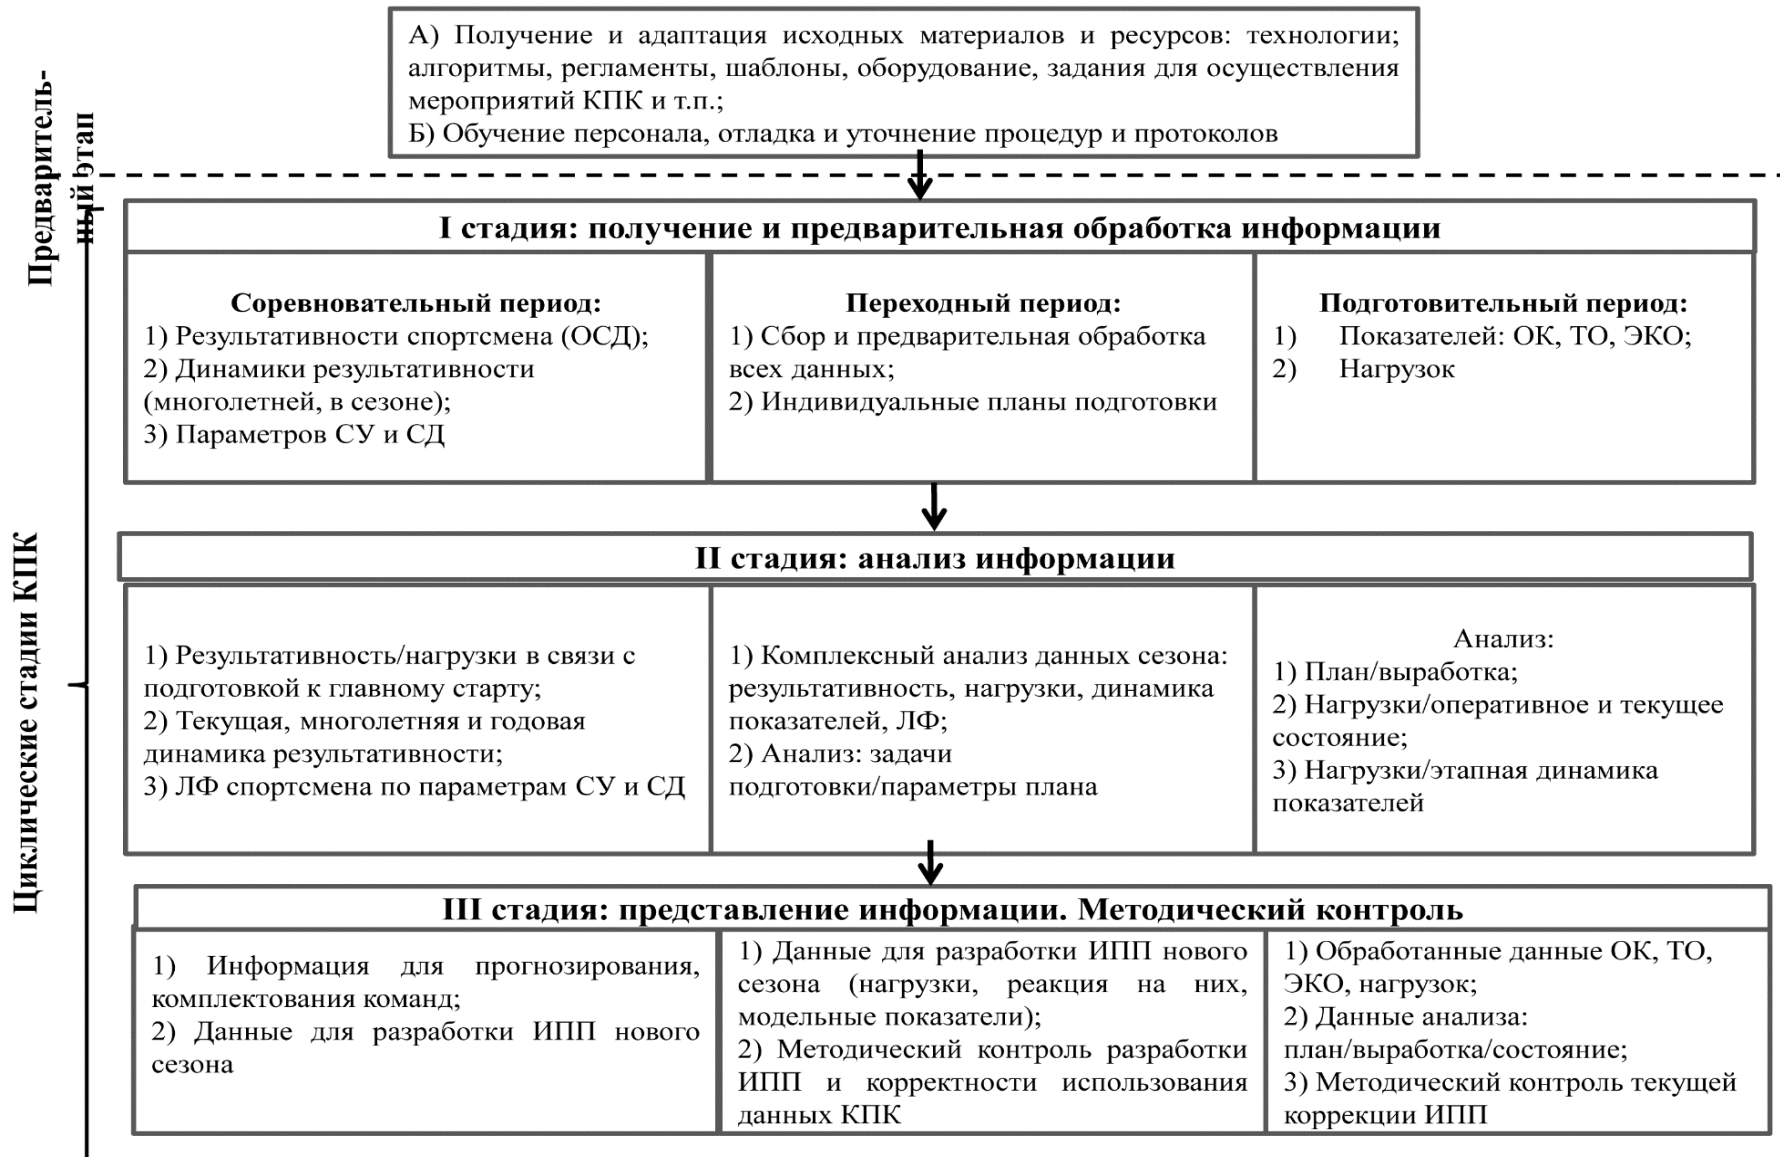 Предваритель-
ный этап
А) Получение и адаптация исходных материалов и ресурсов: технологии;
алгоритмы, регламенты, шаблоны, оборудование, задания для осуществления
мероприятий КПК и т.п.;
Б) Обучение персонала, отладка и уточнение процедур и протоколов
Циклические стадии КПК
I стадия: получение и предварительная обработка информации
Соревновательный период:
1) Результативности спортсмена (ОСД);
2) Динамики результативности
(многолетней, в сезоне);
3) Параметров СУ и СД
Переходный период:
1) Сбор и предварительная обработка
всех данных;
2) Индивидуальные планы подготовки
Подготовительный период:
1) Показателей: ОК, ТО, ЭКО;
2) Нагрузок
II стадия: анализ информации
1) Результативность/нагрузки в связи с
подготовкой к главному старту;
2) Текущая, многолетняя и годовая
динамика результативности;
3) ЛФ спортсмена по параметрам СУ и СД
1) Комплексный анализ данных сезона:
результативность, нагрузки, динамика
показателей, ЛФ;
2) Анализ: задачи
подготовки/параметры плана
Анализ:
1) План/выработка;
2) Нагрузки/оперативное и текущее
состояние;
3) Нагрузки/этапная динамика
показателей
III стадия: представление информации. Методический контроль
1) Информация для прогнозирования,
комплектования команд;
2) Данные для разработки ИПП нового
сезона
1) Данные для разработки ИПП нового
сезона (нагрузки, реакция на них,
модельные показатели);
2) Методический контроль разработки
ИПП и корректности использования
данных КПК
1) Обработанные данные ОК, ТО,
ЭКО, нагрузок;
2) Данные анализа:
план/выработка/состояние;
3) Методический контроль текущей
коррекции ИПП